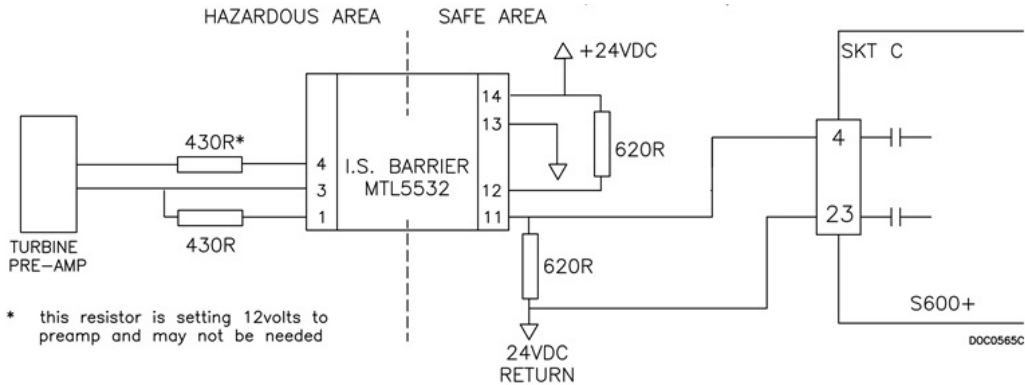 HAZARDOUS AREA
SAFE AREA
+24VDC
SKT C
14
13
12
11
620R
430R*
4
3
1
I.S. BARRIER
MTL5532
430R
TURBINE
PRE-AMP
620R
4
23
S600+
* this resistor is setting 12volts to
preamp and may not be needed
24VDC
RETURN
DOC0565C